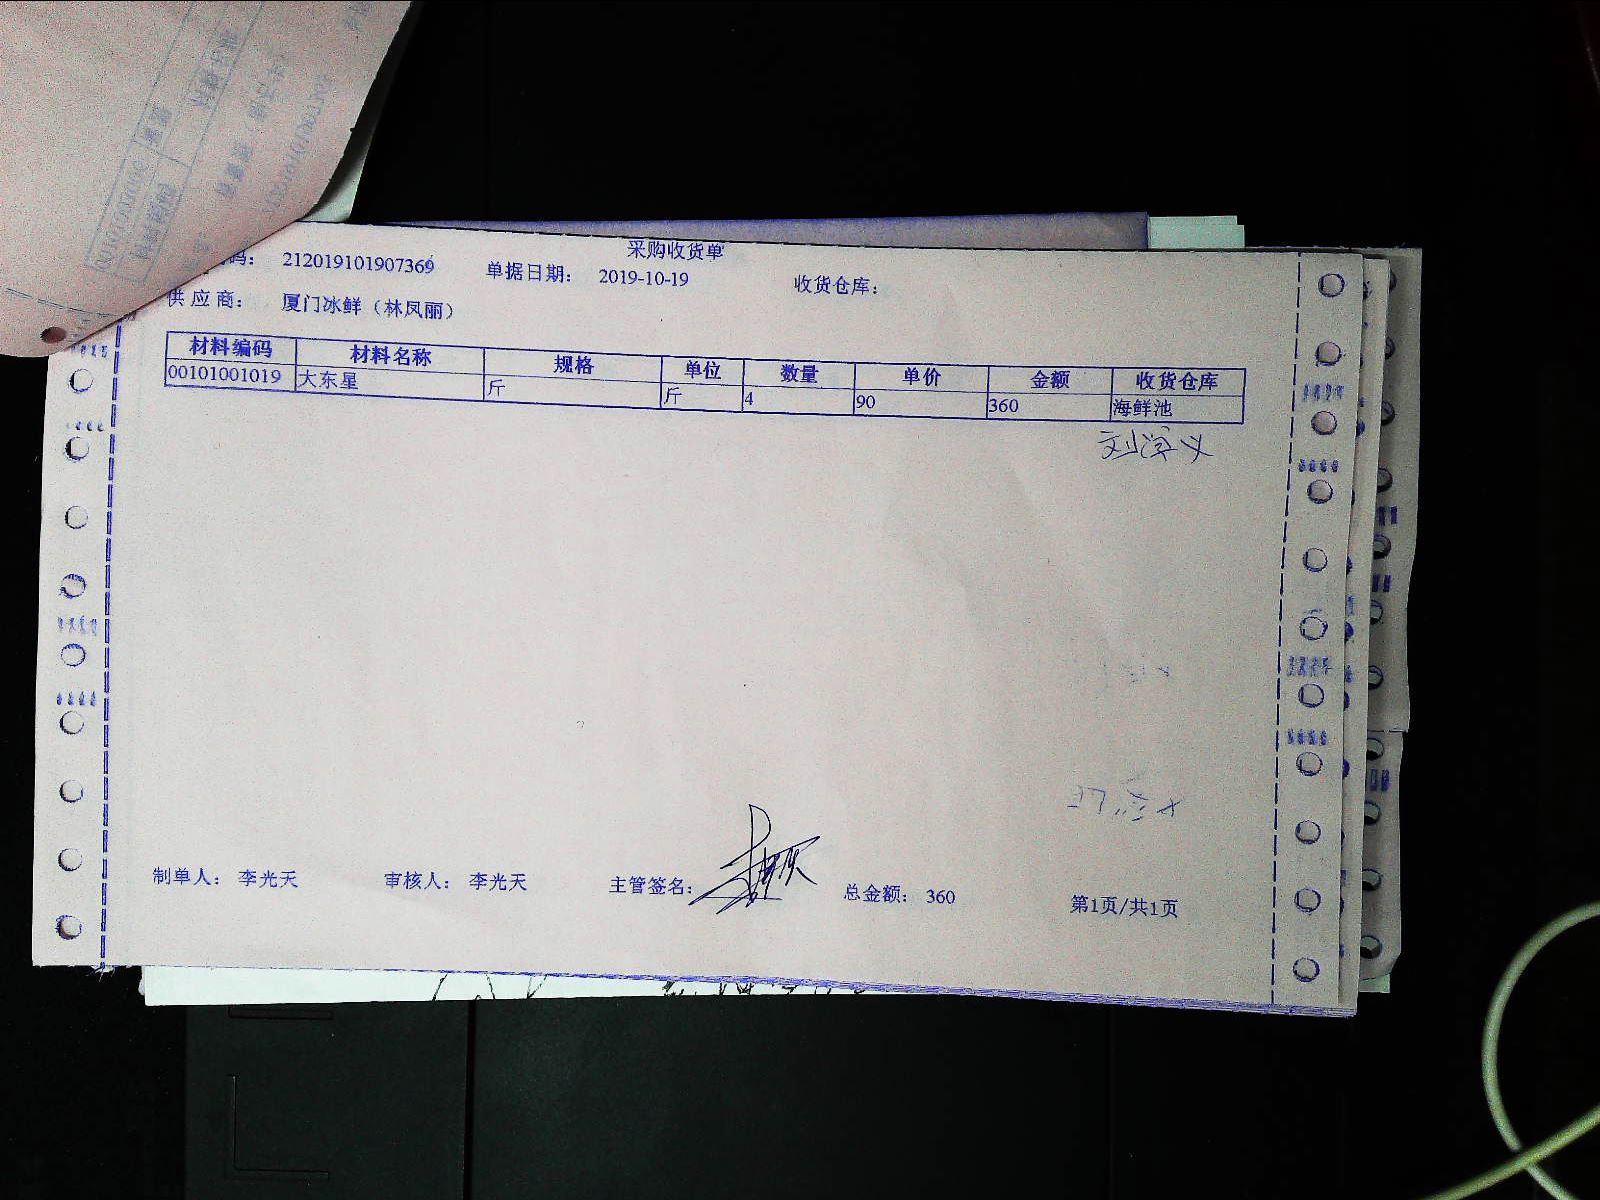 采购收货单
码： 212019101907369 单据日期： 2019-10-19 收货仓库：
供应商： 厦门冰鲜（林凤丽）
材料编码 材料名称 规格 单位 数量 单价 金额 收货仓库
00101001019 大东星 斤 斤 4 90 360 海鲜池
制单人： 李光天 审核人： 李光天 主管签名： 总金额： 360 第1页/共1页